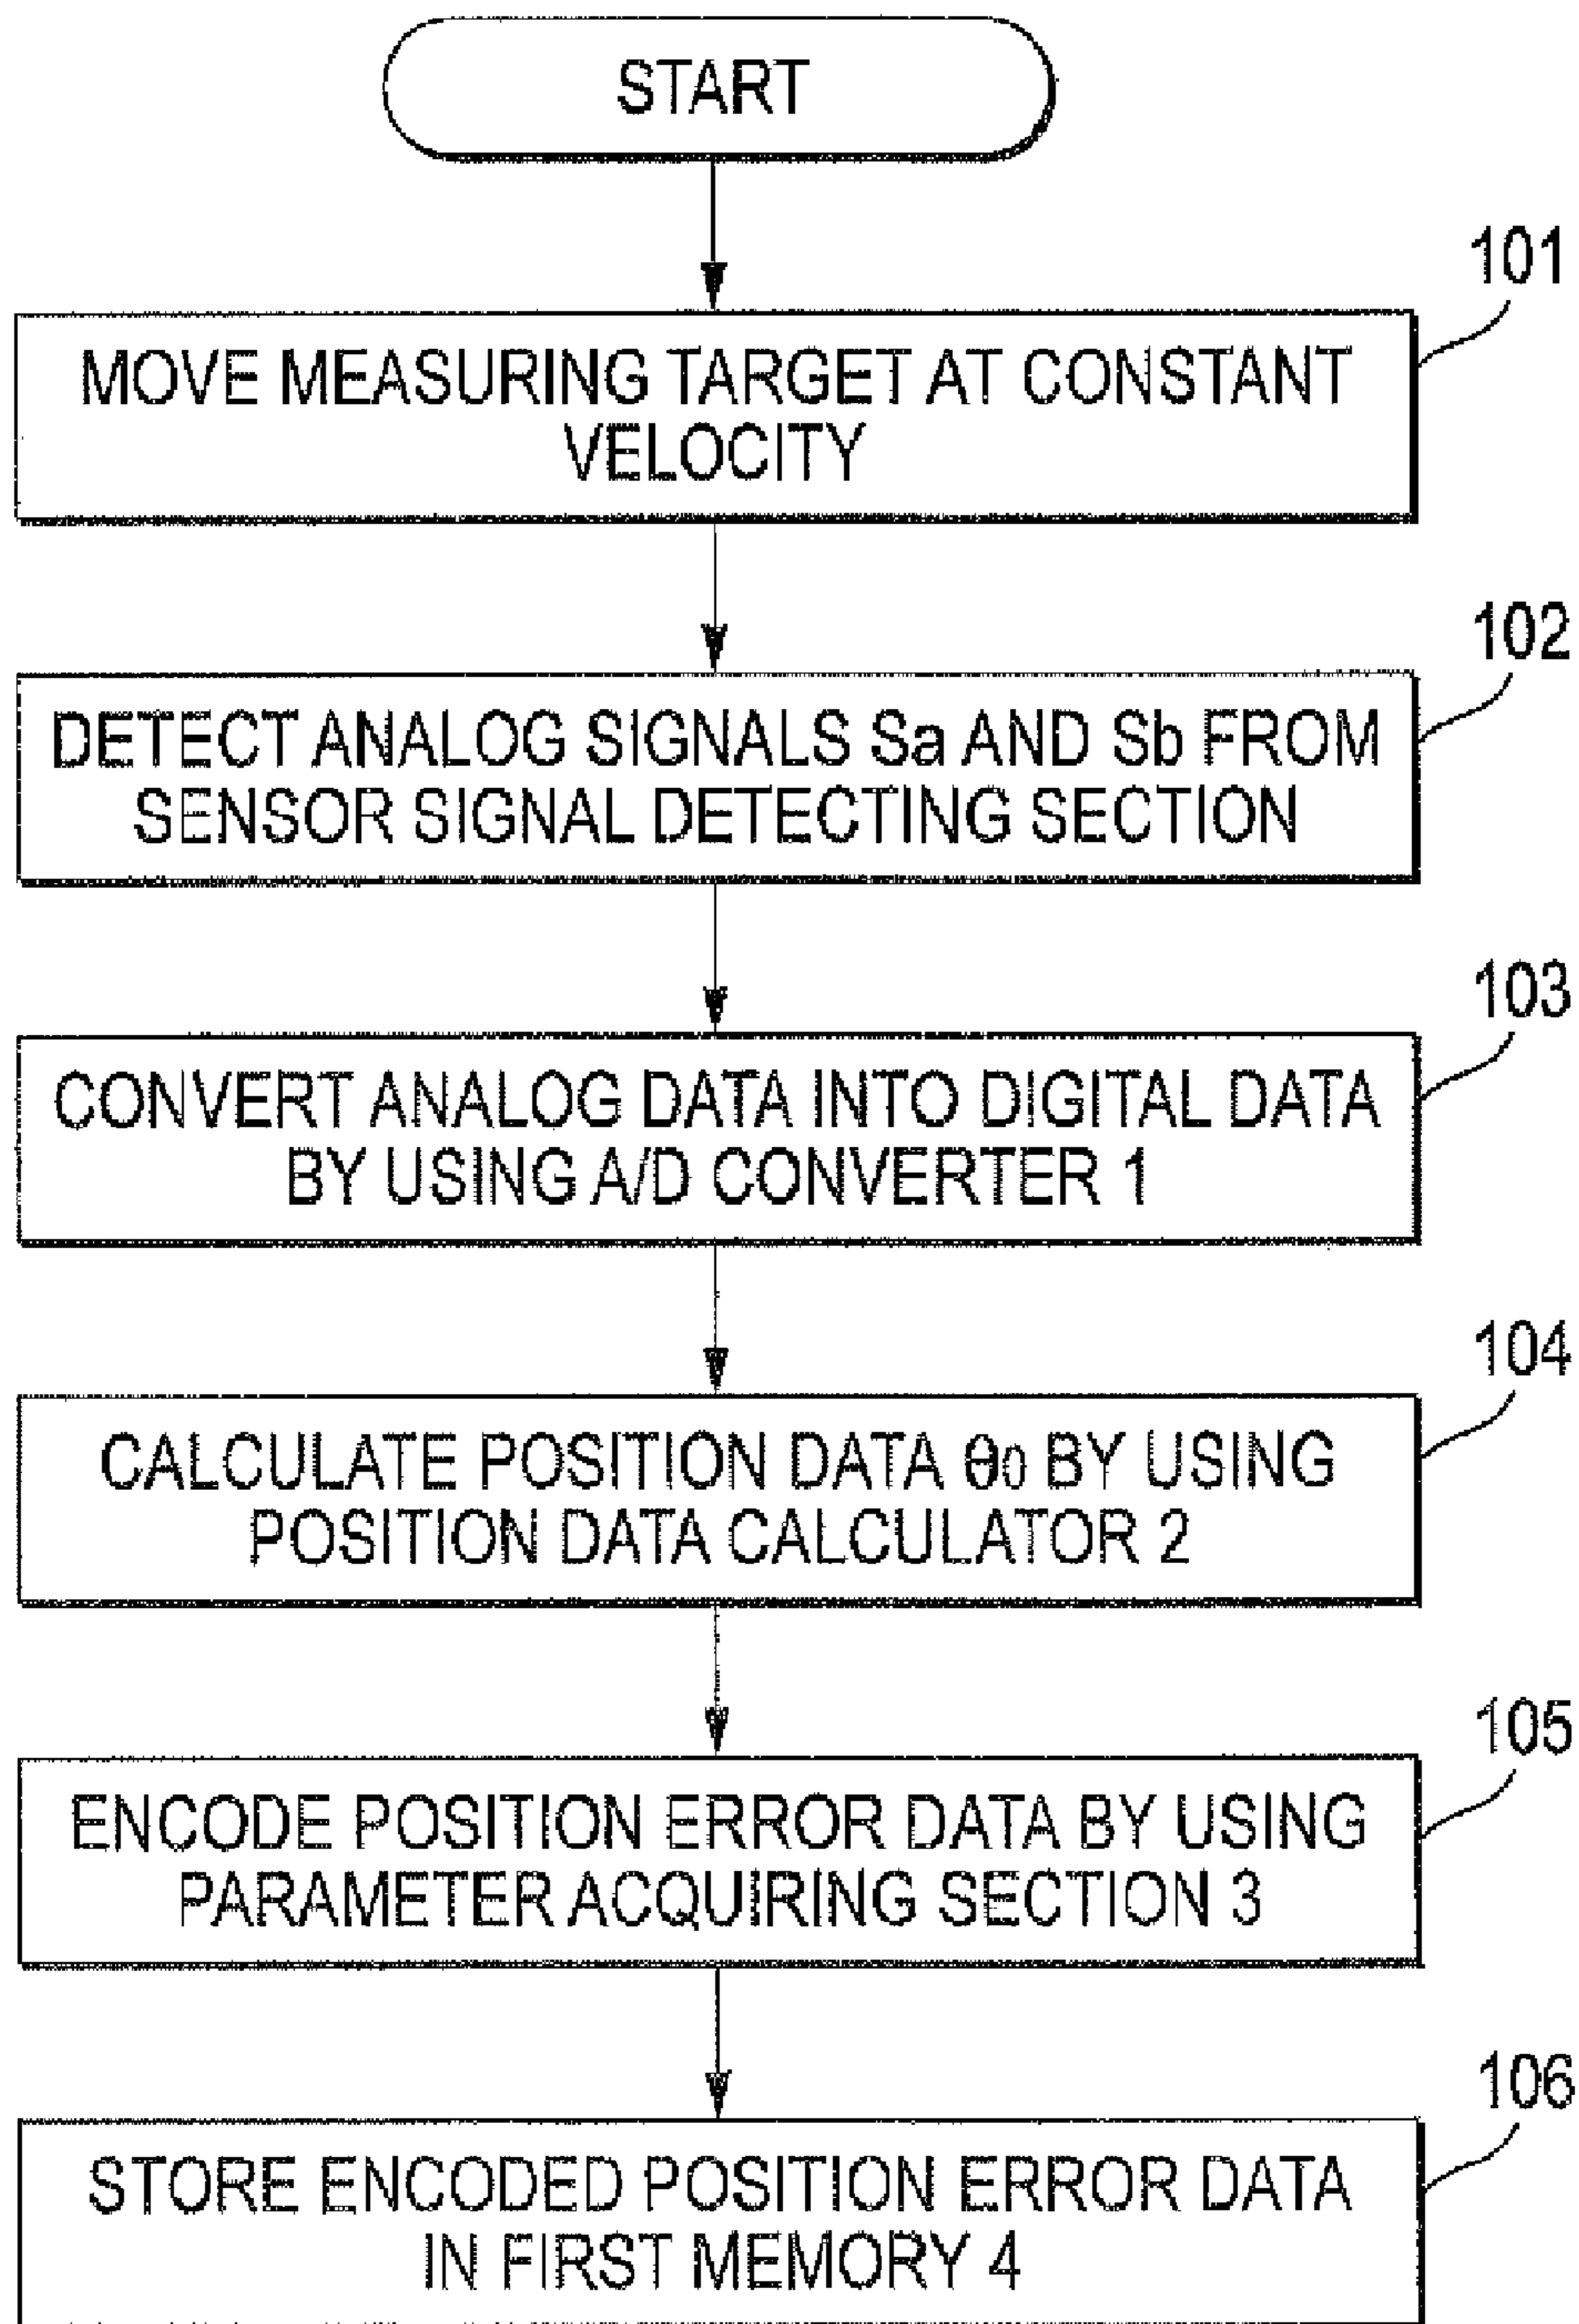 START
101
MOVE MEASURING TARGET AT CONSTANT
VELOCITY
102
DETECT ANALOG SIGNALS Sa AND Sb FROM
SENSOR SIGNAL DETECTING SECTION
103
CONVERT ANALOG DATA INTO DIGITAL DATA
BY USING A/D CONVERTER 1
104
CALCULATE POSITION DATA θ0 BY USING
POSITION DATA CALCULATOR 2
105
ENCODE POSITION ERROR DATA BY USING
PARAMETER ACQUIRING SECTION 3
106
STORE ENCODED POSITION ERROR DATA
IN FIRST MEMORY 4